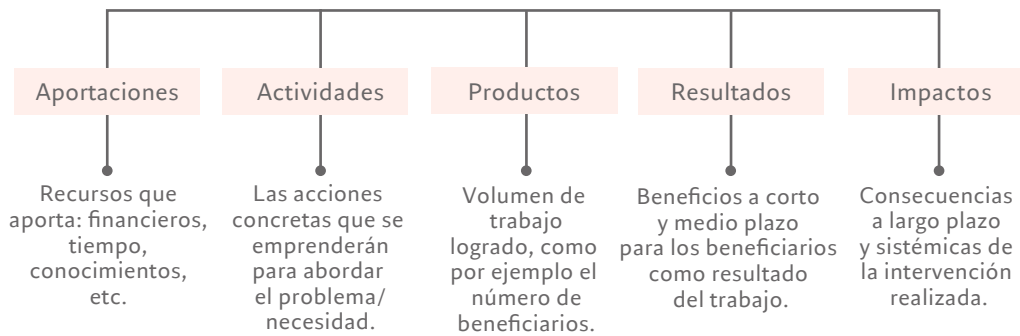 Aportaciones
Actividades
Productos
Resultados
Impactos
Recursos que
aporta: financieros,
tiempo,
conocimientos,
etc.
Las acciones
concretas que se
emprenderán
para abordar
el problema/
necesidad.
Volumen de
trabajo
logrado, como
por ejemplo el
número de
beneficiarios.
Beneficios a corto
y medio plazo
para los beneficiarios
como resultado
del trabajo.
Consecuencias
a largo plazo
y sistémicas de
la intervención
realizada.